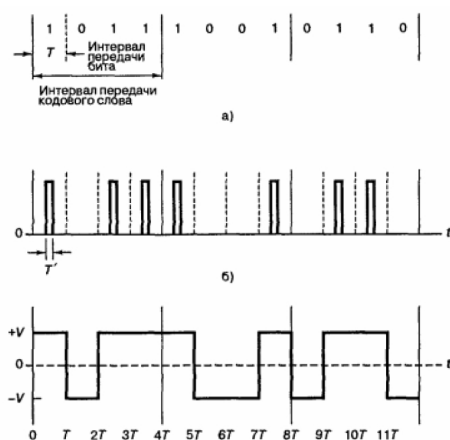 1 0 1 1 1 0 0 1 0 1 1 0
T Интервал
передачи
бита
Интервал передачи
кодового слова
а)
0 t
T′
б)
+V
0 t
−V
0 T 2T 3T 4T 5T 6T 7T 8T 9T 10T 11T